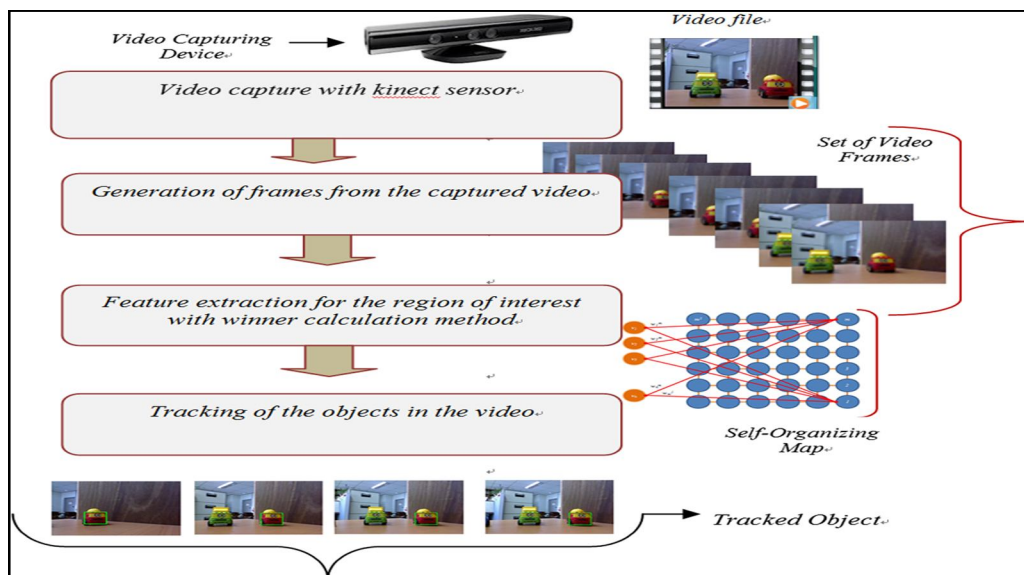 Video Capturing
Device
Video file
Video capture with kinect sensor
Set of Video
Frames
Generation of frames from the captured video
Feature extraction for the region of interest
with winner calculation method
Self-Organizing
Map
Tracking of the objects in the video
Tracked Object